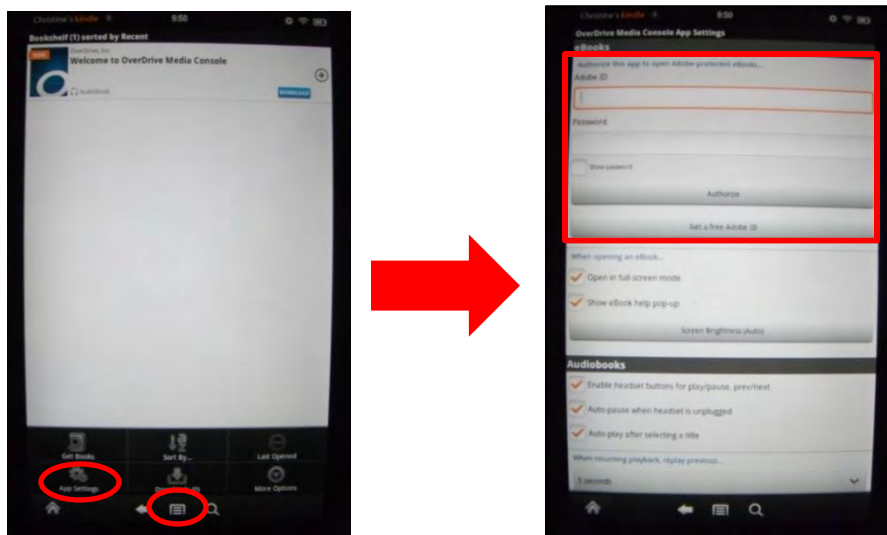 Christine's kindle
8:50
Bookshelf (1) sorted by Recent
OverDrive, Inc.
Welcome to OverDrive Media Console
Audiobook
DOWNLOAD
Get Books
Sort By...
Last Opened
App Settings
More Options
Christine's kindle
8:50
OverDrive Media Console App Settings
eBooks
Authorize this app to open Adobe-protected eBooks...
Adobe ID
Password
Show password
Authorize
Get a free Adobe ID
When opening an eBook...
Open in full-screen mode
Show eBook help pop-up
Screen Brightness (Auto)
Audiobooks
Enable headset buttons for play/pause, prev/next
Auto-pause when headset is unplugged
Auto-play after selecting a title
When resuming playback, replay previous...
3 seconds